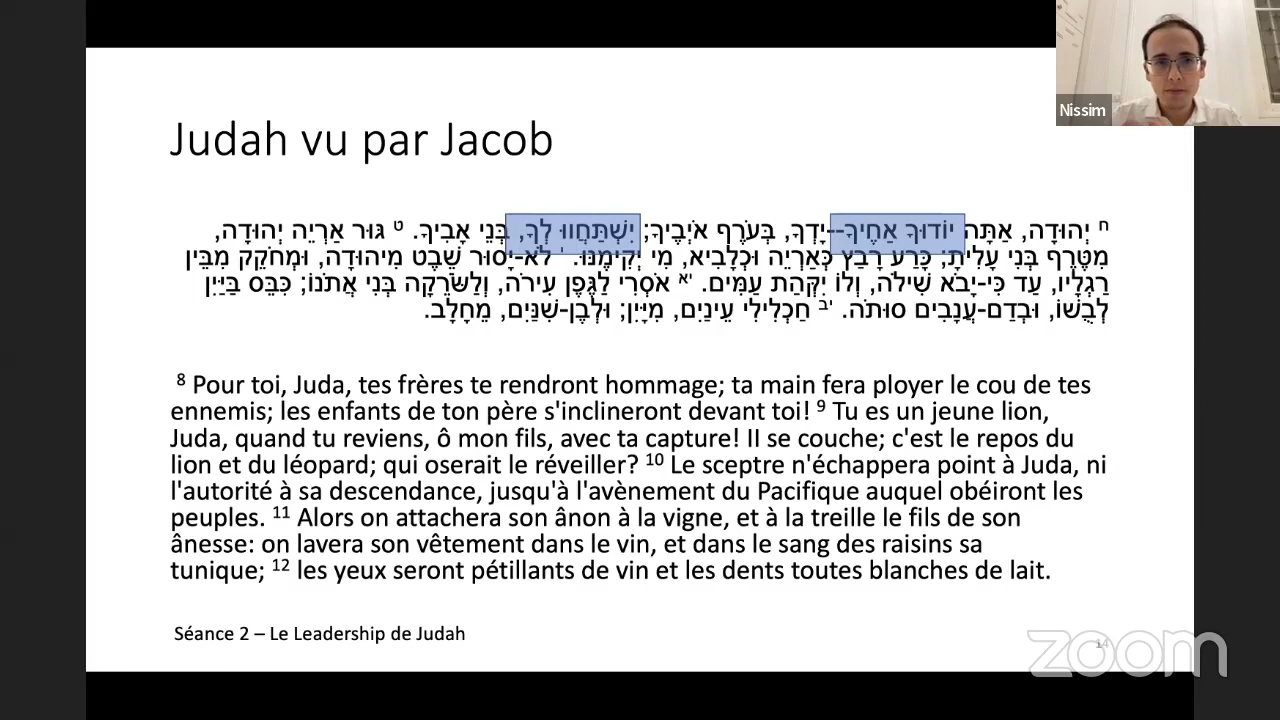 Nissim
Judah vu par Jacob
ח יְהוּדָה, אַתָּה יוֹדוּךָ אַחֶיךָ--יָדְךָ, בְּעֹרֶף אֹיְבֶיךָ; יִשְׁתַּחֲווּ לְךָ, בְּנֵי אָבִיךָ. ט גּוּר אַרְיֵה יְהוּדָה,
מִטֶּרֶף בְּנִי עָלִיתָ; כָּרַע רָבַץ כְּאַרְיֵה וּכְלָבִיא, מִי יְקִימֶנּוּ. י לֹא-יָסוּר שֵׁבֶט מִיהוּדָה, וּמְחֹקֵק מִבֵּין
רַגְלָיו, עַד כִּי-יָבֹא שִׁילֹה, וְלוֹ יִקְּהַת עַמִּים. יא אֹסְרִי לַגֶּפֶן עִירֹה, וְלַשֹּׂרֵקָה בְּנִי אֲתֹנוֹ; כִּבֵּס בַּיַּיִן
לְבֻשׁוֹ, וּבְדַם-עֲנָבִים סוּתֹה. יב חַכְלִילִי עֵינַיִם, מִיָּיִן; וּלְבֶן-שִׁנַּיִם, מֵחָלָב.
8 Pour toi, Juda, tes frères te rendront hommage; ta main fera ployer le cou de tes
ennemis; les enfants de ton père s'inclineront devant toi! 9 Tu es un jeune lion,
Juda, quand tu reviens, ô mon fils, avec ta capture! II se couche; c'est le repos du
lion et du léopard; qui oserait le réveiller? 10 Le sceptre n'échappera point à Juda, ni
l'autorité à sa descendance, jusqu'à l'avènement du Pacifique auquel obéiront les
peuples. 11 Alors on attachera son ânon à la vigne, et à la treille le fils de son
ânesse: on lavera son vêtement dans le vin, et dans le sang des raisins sa
tunique; 12 les yeux seront pétillants de vin et les dents toutes blanches de lait.
Séance 2 – Le Leadership de Judah
14
zoom